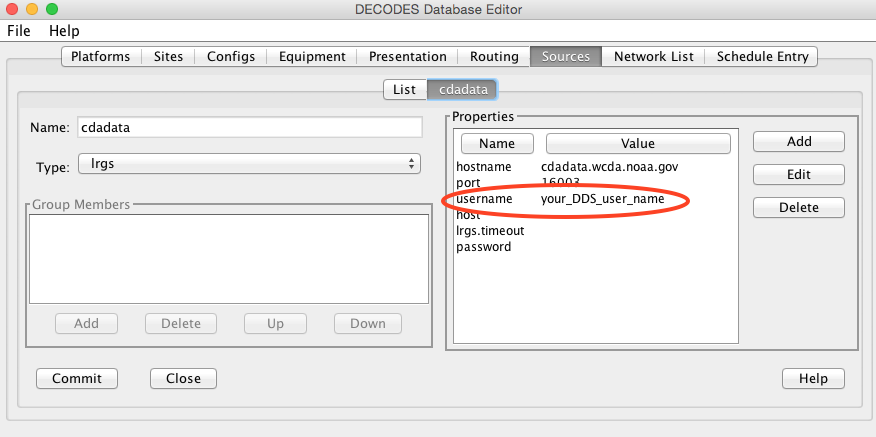 DECODES Database Editor
File Help
Platforms Sites Configs Equipment Presentation Routing Sources Network List Schedule Entry
List cdadata
Name: cdadata
Type: lrgs
Group Members
Add Delete Up Down
Commit Close
Properties
Name Value
hostname cdadata.wcda.noaa.gov
port 16003
username your_DDS_user_name
host
lrgs.timeout
password
Add
Edit
Delete
Help